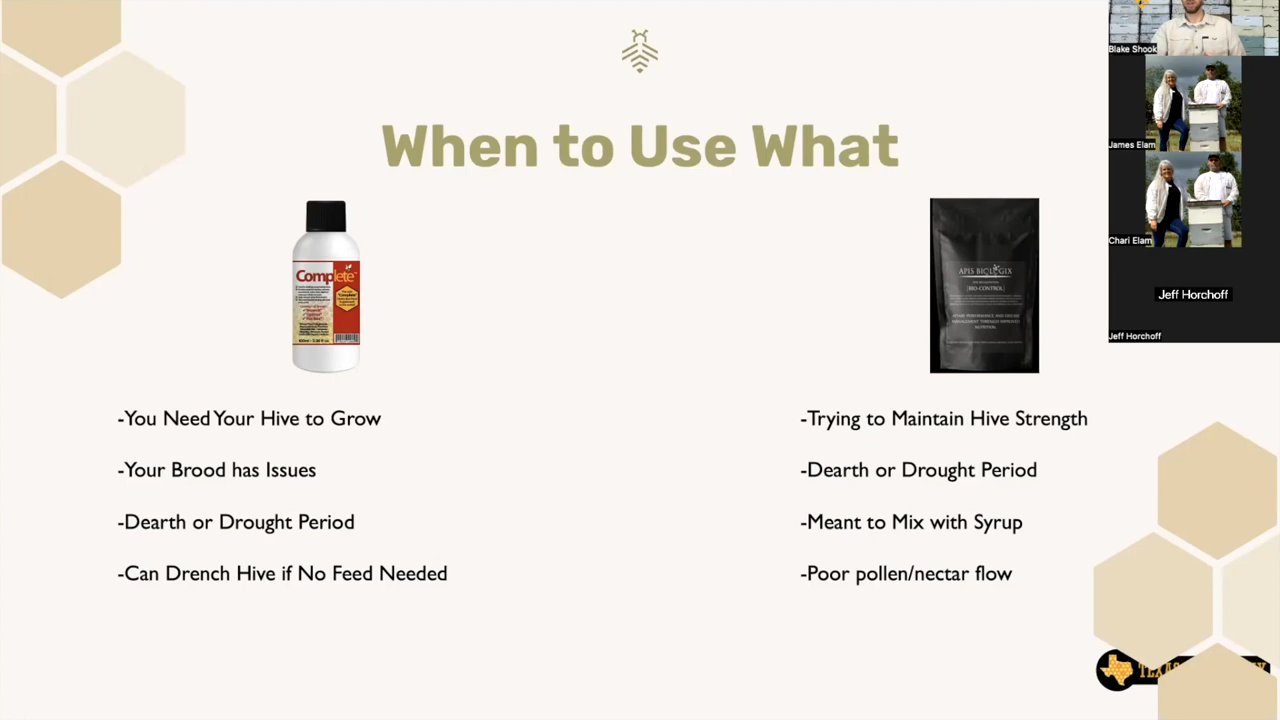 When to Use What
Complete
-You Need Your Hive to Grow
-Your Brood has Issues
-Dearth or Drought Period
-Can Drench Hive if No Feed Needed
APIS BIOLOGIX
[BIO-CONTROL]
-Trying to Maintain Hive Strength
-Dearth or Drought Period
-Meant to Mix with Syrup
-Poor pollen/nectar flow
Blake Shook
James Elam
Chari Elam
Jeff Horchoff
Jeff Horchoff